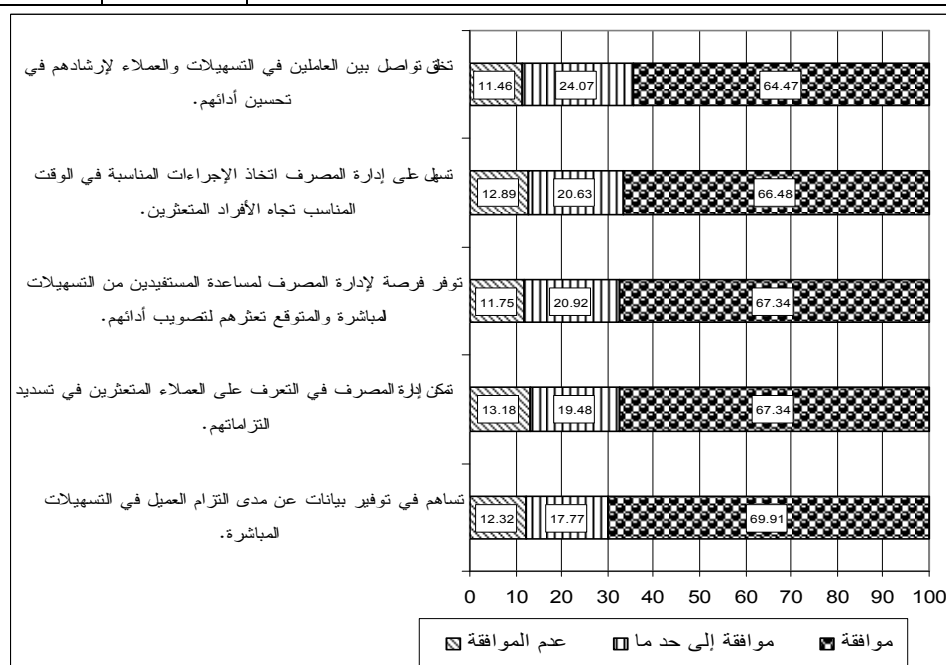 تخلق تواصل بين العاملين في التسهيلات والعملاء لإرشادهم في
تحسين أدائهم.
11.46 24.07 64.47
تسهل على إدارة المصرف اتخاذ الإجراءات المناسبة في الوقت
المناسب تجاه الأفراد المتعثرين.
12.89 20.63 66.48
توفر فرصة لإدارة المصرف لمساعدة المستفيدين من التسهيلات
المباشرة والمتوقع تعثرهم لتصويب أدائهم.
11.75 20.92 67.34
تمكن إدارة المصرف في التعرف على العملاء المتعثرين في تسديد
التزاماتهم.
13.18 19.48 67.34
تساهم في توفير بيانات عن مدى التزام العميل في التسهيلات
المباشرة.
12.32 17.77 69.91
0 10 20 30 40 50 60 70 80 90 100
موافقة موافقة إلى حد ما عدم الموافقة